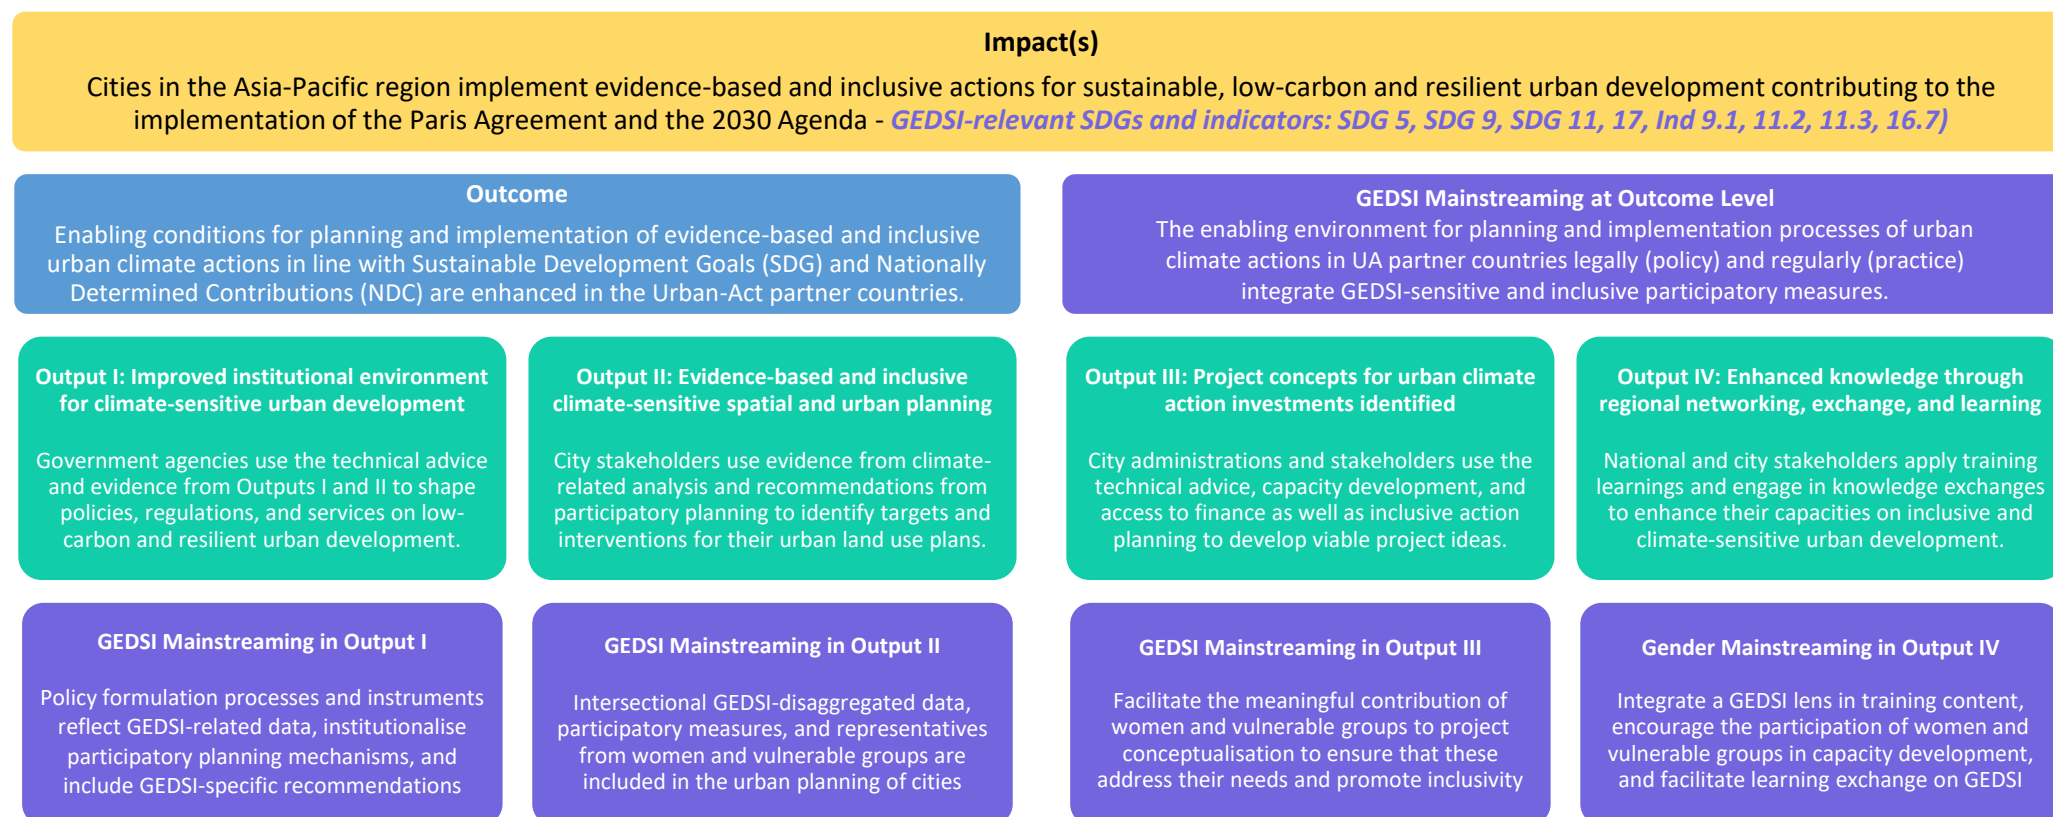 Impact(s)
Cities in the Asia-Pacific region implement evidence-based and inclusive actions for sustainable, low-carbon and resilient urban development contributing to the
implementation of the Paris Agreement and the 2030 Agenda - GEDSI-relevant SDGs and indicators: SDG 5, SDG 9, SDG 11, 17, Ind 9.1, 11.2, 11.3, 16.7)
Outcome
Enabling conditions for planning and implementation of evidence-based and inclusive
urban climate actions in line with Sustainable Development Goals (SDG) and Nationally
Determined Contributions (NDC) are enhanced in the Urban-Act partner countries.
GEDSI Mainstreaming at Outcome Level
The enabling environment for planning and implementation processes of urban
climate actions in UA partner countries legally (policy) and regularly (practice)
integrate GEDSI-sensitive and inclusive participatory measures.
Output I: Improved institutional environment
for climate-sensitive urban development
Government agencies use the technical advice
and evidence from Outputs I and II to shape
policies, regulations, and services on low-
carbon and resilient urban development.
Output II: Evidence-based and inclusive
climate-sensitive spatial and urban planning
City stakeholders use evidence from climate-
related analysis and recommendations from
participatory planning to identify targets and
interventions for their urban land use plans.
Output III: Project concepts for urban climate
action investments identified
City administrations and stakeholders use the
technical advice, capacity development, and
access to finance as well as inclusive action
planning to develop viable project ideas.
Output IV: Enhanced knowledge through
regional networking, exchange, and learning
National and city stakeholders apply training
learnings and engage in knowledge exchanges
to enhance their capacities on inclusive and
climate-sensitive urban development.
GEDSI Mainstreaming in Output I
Policy formulation processes and instruments
reflect GEDSI-related data, institutionalise
participatory planning mechanisms, and
include GEDSI-specific recommendations
GEDSI Mainstreaming in Output II
Intersectional GEDSI-disaggregated data,
participatory measures, and representatives
from women and vulnerable groups are
included in the urban planning of cities
GEDSI Mainstreaming in Output III
Facilitate the meaningful contribution of
women and vulnerable groups to project
conceptualisation to ensure that these
address their needs and promote inclusivity
Gender Mainstreaming in Output IV
Integrate a GEDSI lens in training content,
encourage the participation of women and
vulnerable groups in capacity development,
and facilitate learning exchange on GEDSI